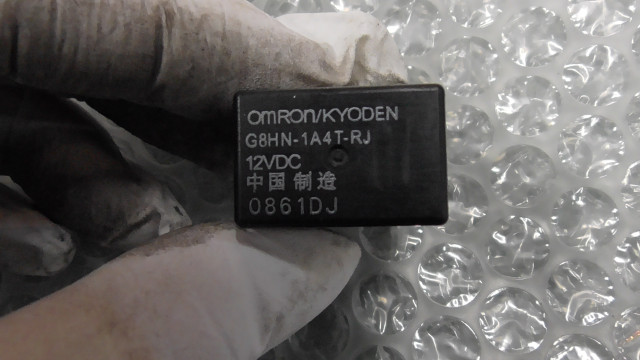 OMRON/KYODEN
G8HN-1A4T-RJ
12VDC
中国制造
0861DJ